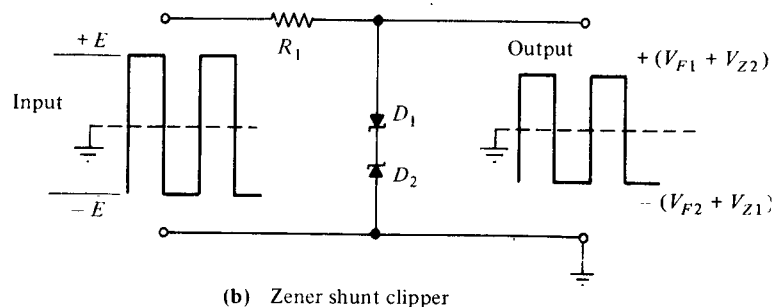 + E
R1
Output
+ (VF1 + VZ2)
Input
D1
D2
− E
− (VF2 + VZ1)
(b) Zener shunt clipper